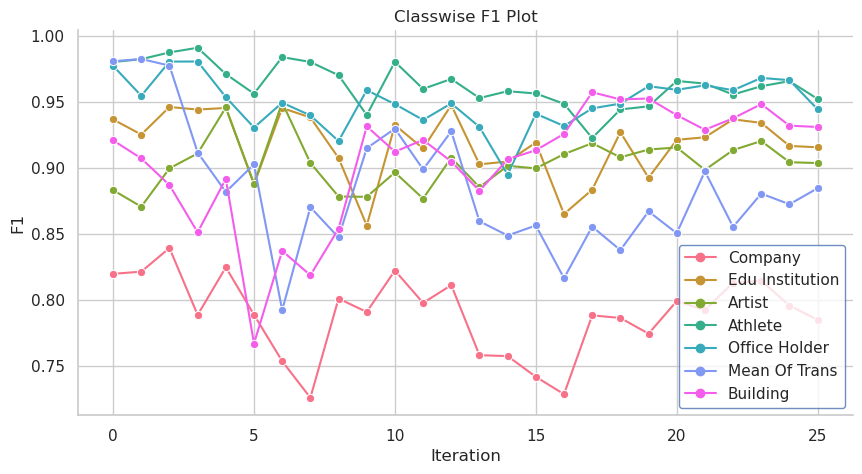 Classwise F1 Plot
1.00
0.95
0.90
0.85
0.80
0.75
F1
0
5
10
15
20
25
Iteration
Company
Edu Institution
Artist
Athlete
Office Holder
Mean Of Trans
Building